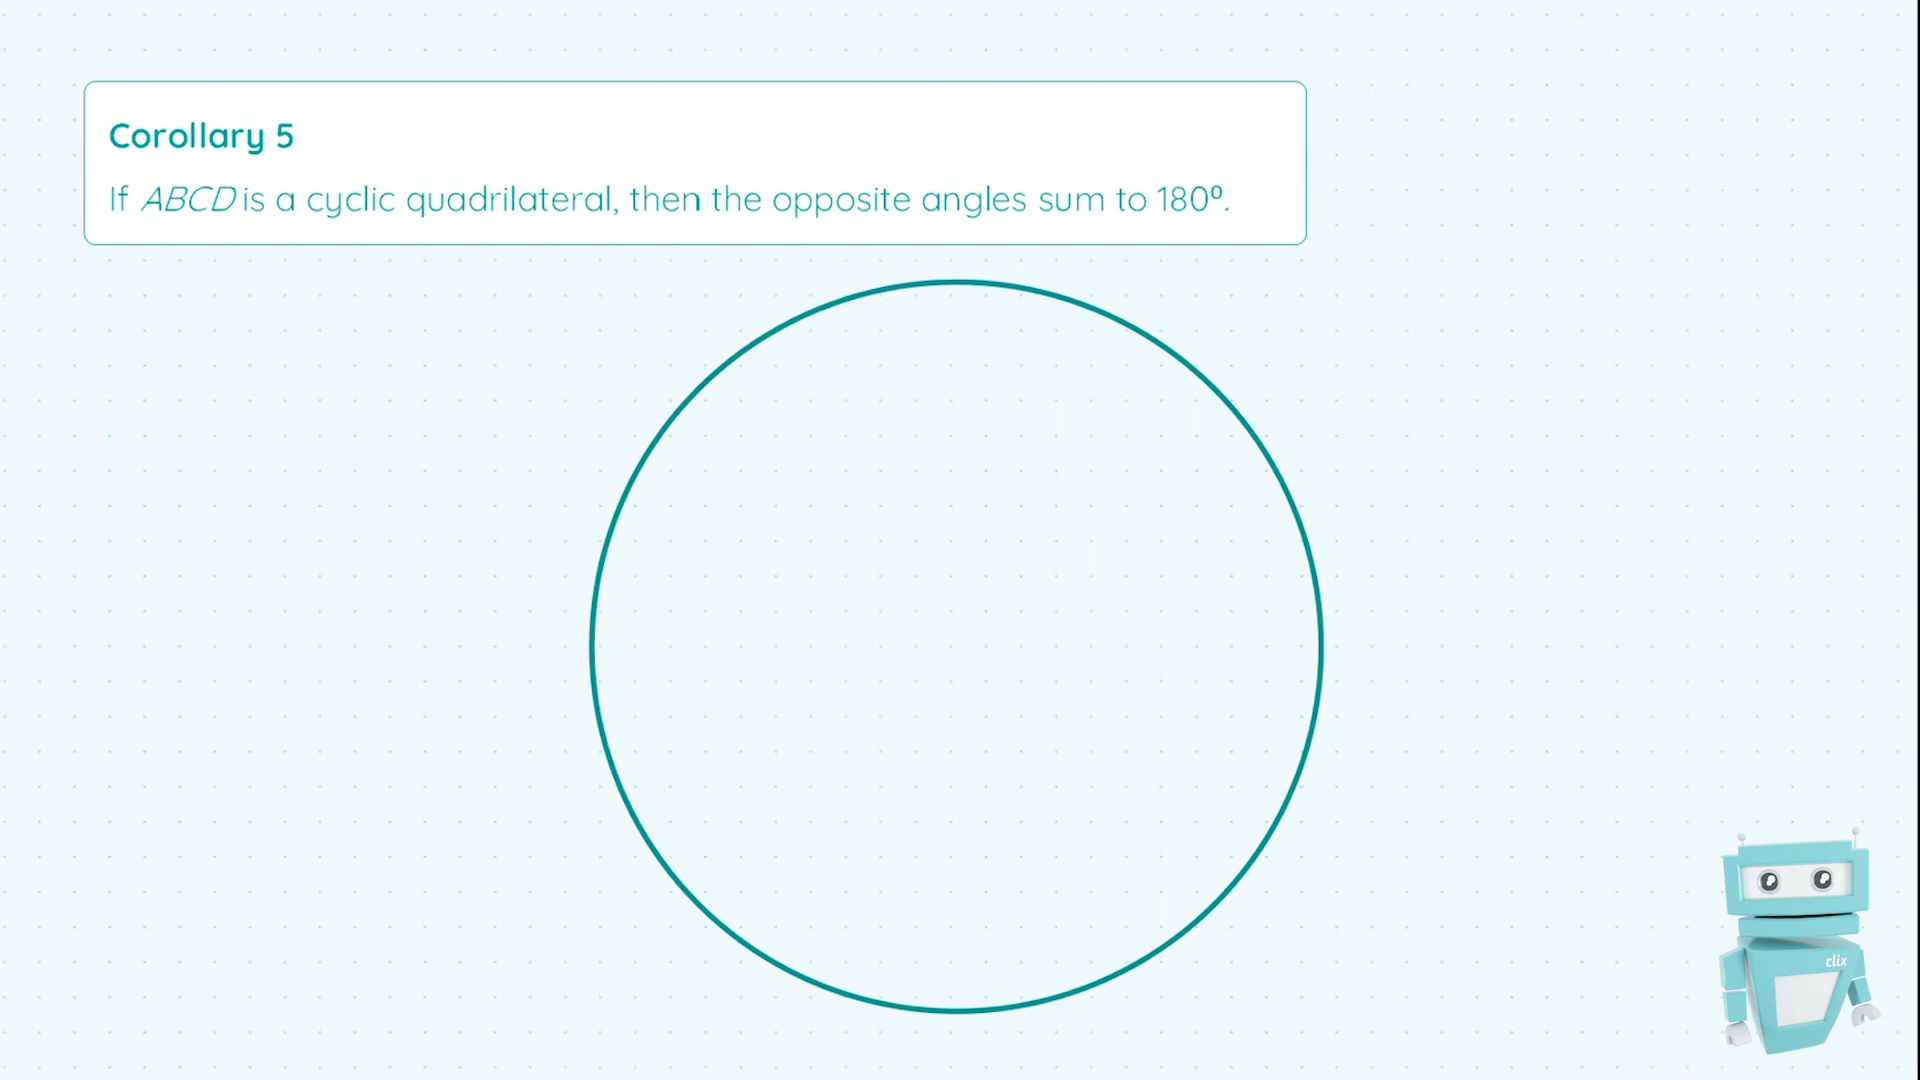 Corollary 5
If ABCD is a cyclic quadrilateral, then the opposite angles sum to 180º.
clix